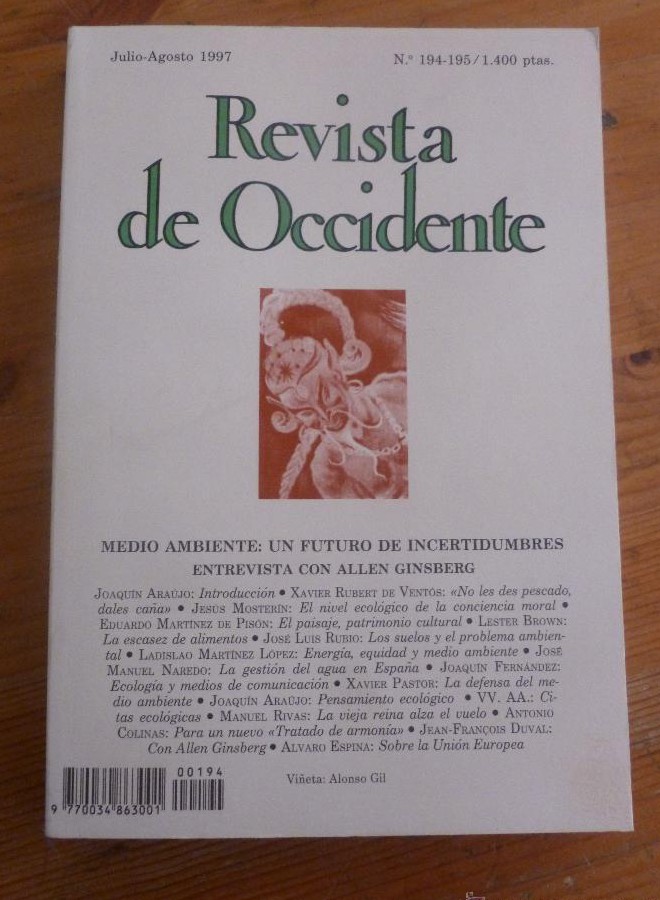 Julio-Agosto 1997
N.º 194-195/1.400 ptas.
Revista
de Occidente
MEDIO AMBIENTE: UN FUTURO DE INCERTIDUMBRES
ENTREVISTA CON ALLEN GINSBERG
JOAQUÍN ARAÚJO: Introducción • XAVIER RUBERT DE VENTÓS: «No les des pescado,
dales caña» • JESÚS MOSTERÍN: El nivel ecológico de la conciencia moral •
EDUARDO MARTÍNEZ DE PISÓN: El paisaje, patrimonio cultural • LESTER BROWN:
La escasez de alimentos • JOSÉ LUIS RUBIO: Los suelos y el problema ambien-
tal • LADISLAO MARTÍNEZ LÓPEZ: Energía, equidad y medio ambiente • JOSÉ
MANUEL NAREDO: La gestión del agua en España • JOAQUÍN FERNÁNDEZ:
Ecología y medios de comunicación • XAVIER PASTOR: La defensa del me-
dio ambiente • JOAQUÍN ARAÚJO: Pensamiento ecológico • VV. AA.: Ci-
tas ecológicas • MANUEL RIVAS: La vieja reina alza el vuelo • ANTONIO
COLINAS: Para un nuevo «Tratado de armonía» • JEAN-FRANÇOIS DUVAL:
Con Allen Ginsberg • ALVARO ESPINA: Sobre la Unión Europea
00194
9 770034 863001
Viñeta: Alonso Gil